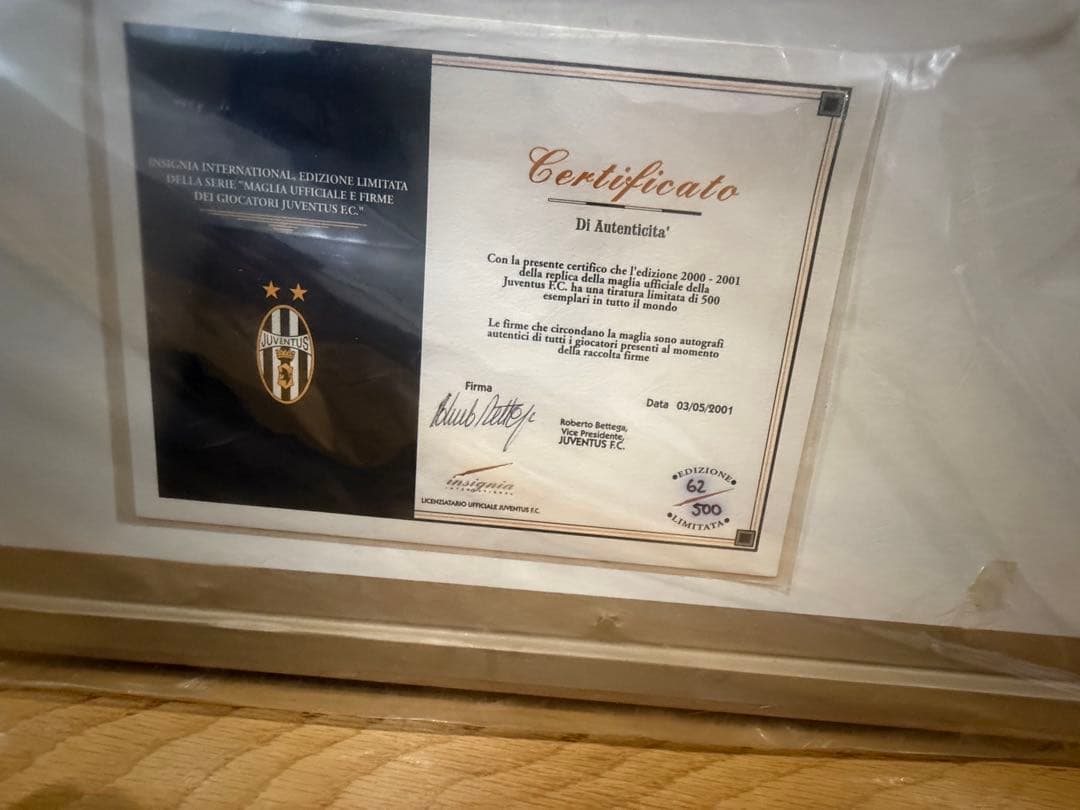 INSIGNIA INTERNATIONAL, EDIZIONE LIMITATA
DELLA SERIE "MAGLIA UFFICIALE E FIRME
DEI GIOCATORI JUVENTUS F.C."
JUVENTUS
Certificato
Di Autenticita'
Con la presente certifico che l'edizione 2000 - 2001
della replica della maglia ufficiale della
Juventus F.C. ha una tiratura limitata di 500
esemplari in tutto il mondo
Le firme che circondano la maglia sono autografi
autentici di tutti i giocatori presenti al momento
della raccolta firme
Firma
Data 03/05/2001
Roberto Bettega,
Vice Presidente,
JUVENTUS F.C.
insignia
INTERNATIONAL
LICENZIATARIO UFFICIALE JUVENTUS F.C.
EDIZIONE
62
500
LIMITATA